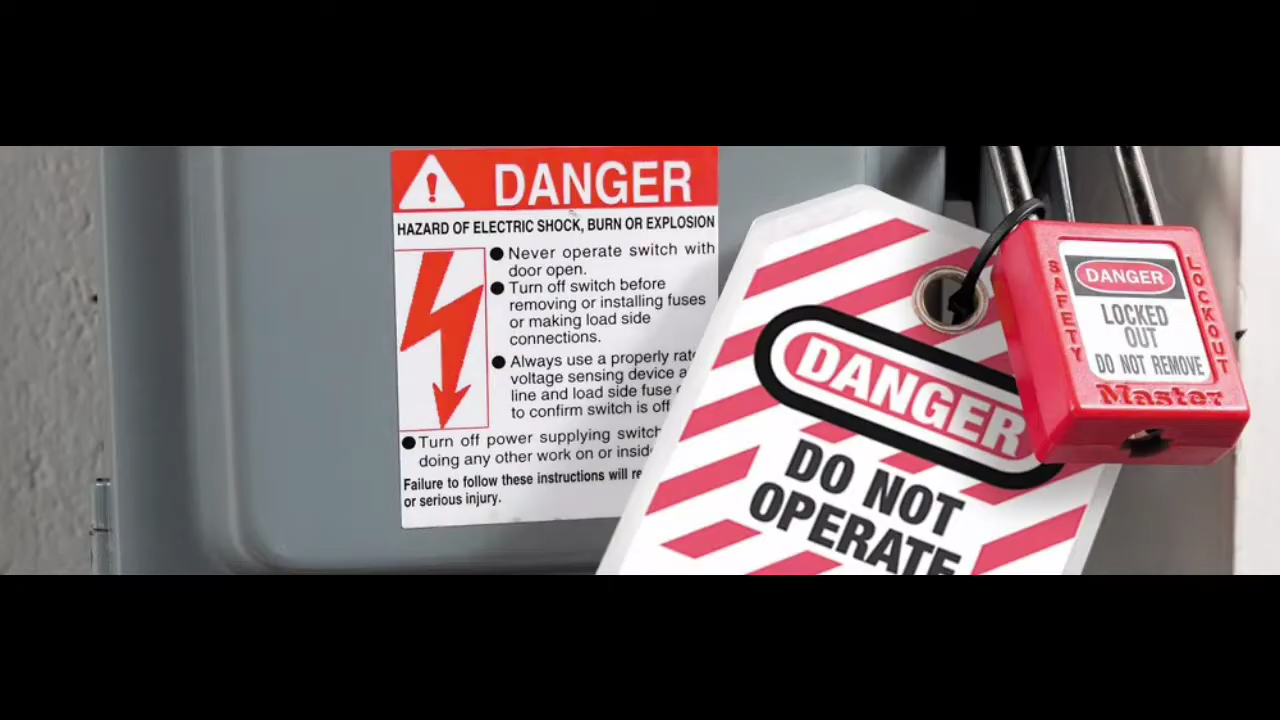 DANGER
HAZARD OF ELECTRIC SHOCK, BURN OR EXPLOSION
● Never operate switch with
door open.
● Turn off switch before
removing or installing fuses
or making load side
connections.
● Always use a properly
voltage sensing device
line and load side fuse
to confirm switch is off
● Turn off power supplying switch
doing any other work on or
Failure to follow these instructions will
or serious injury.
DANGER
DO NOT
OPERATE
SAFETY
DANGER
LOCKED
OUT
DO NOT REMOVE
LOCKOUT
Master